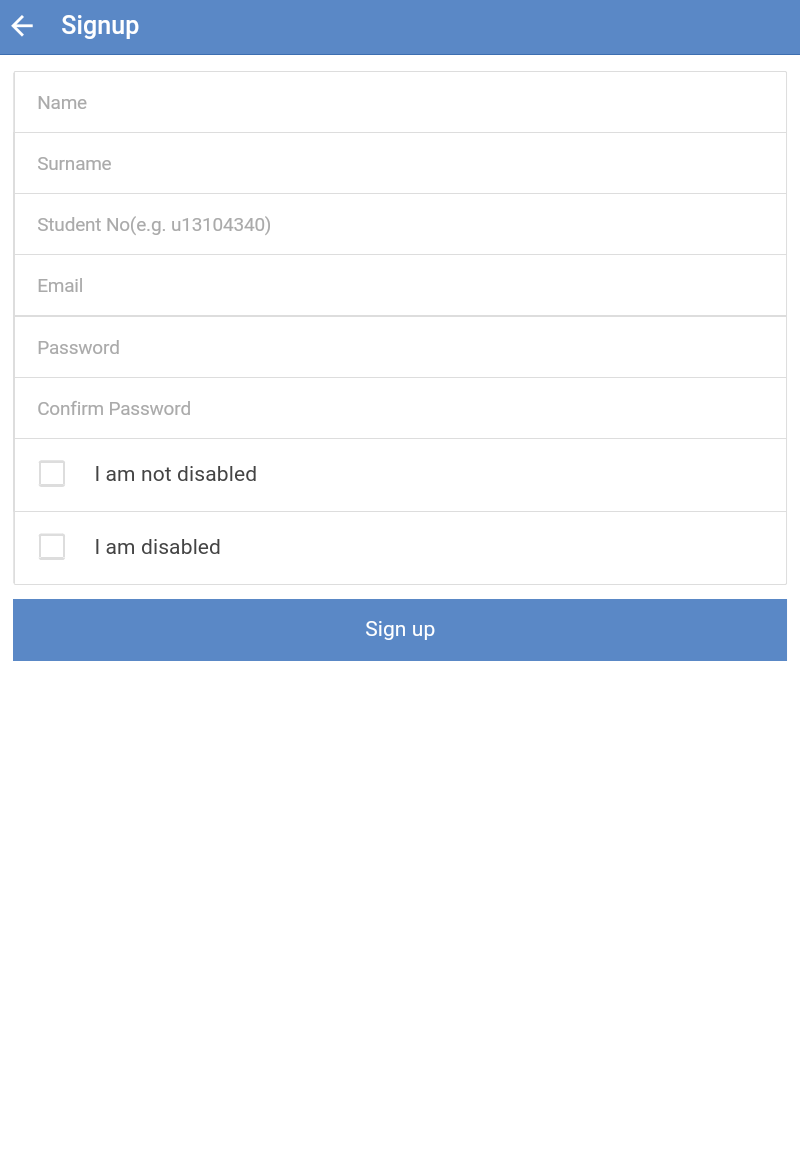 Signup
Name
Surname
Student No(e.g. u13104340)
Email
Password
Confirm Password
I am not disabled
I am disabled
Sign up